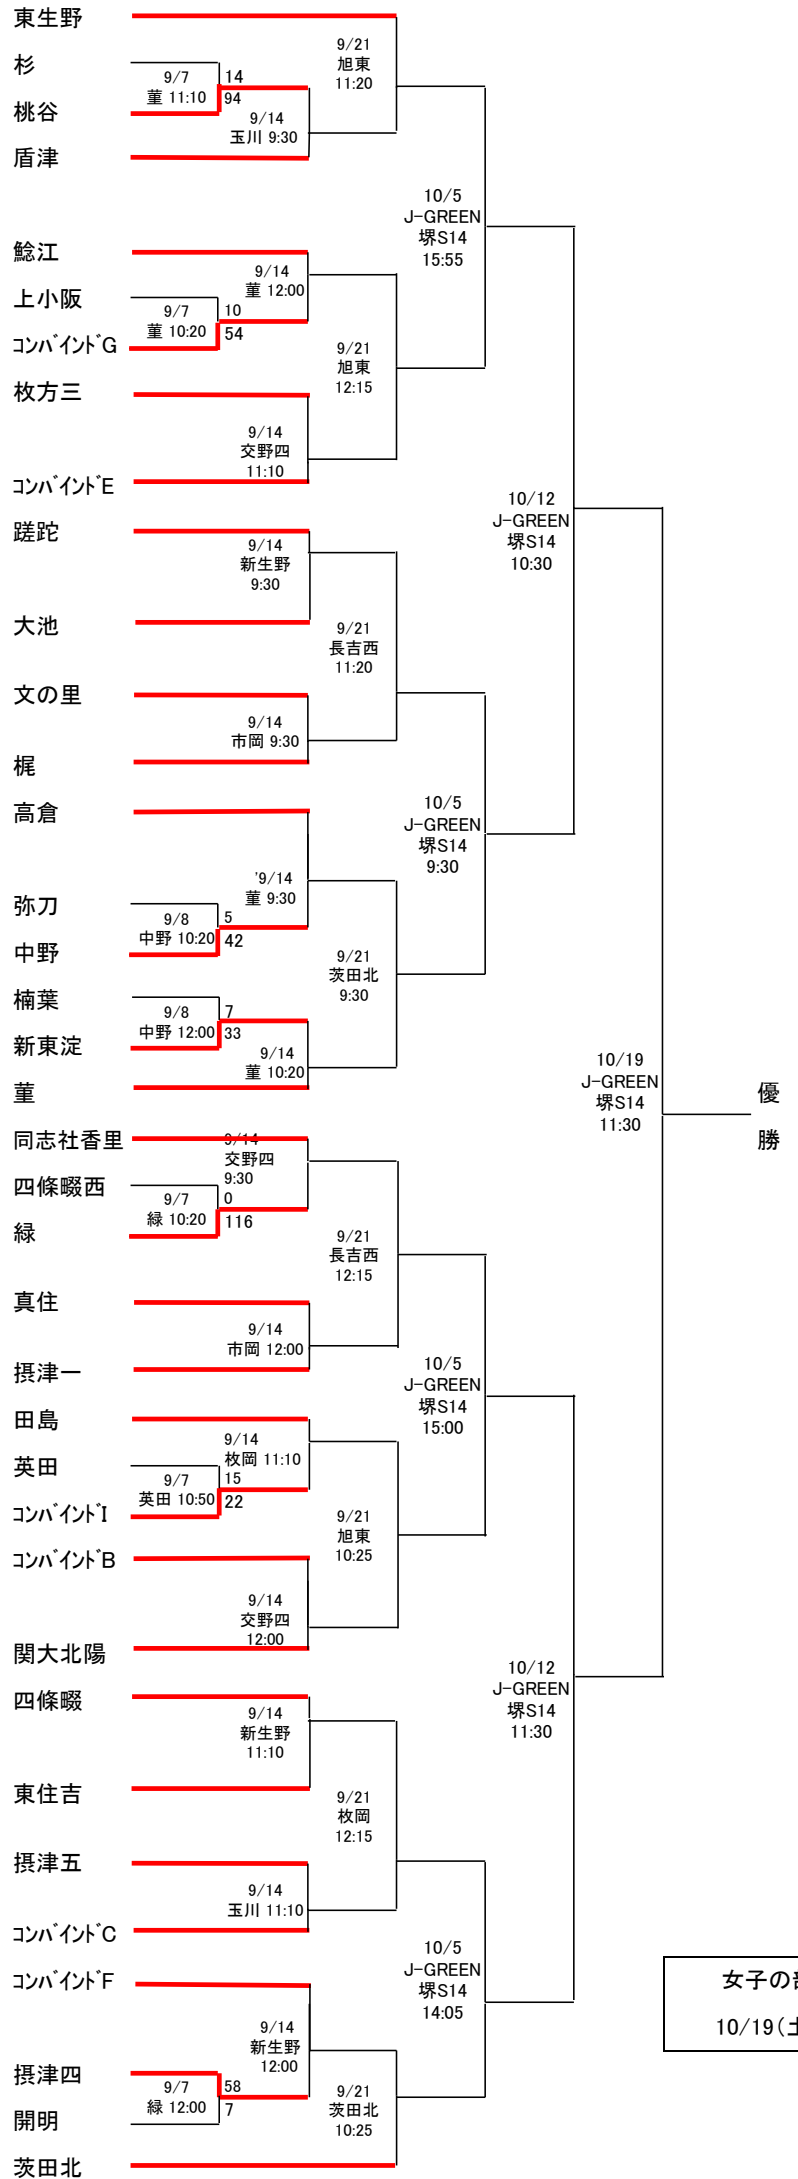 東生野
9/21
旭東
11:20
杉
9/7
菫 11:10
14
94
桃谷
9/14
玉川 9:30
盾津
10/5
J-GREEN
堺S14
15:55
鯰江
9/14
菫 12:00
上小阪
9/7
菫 10:20
10
54
コンバインドG
9/21
旭東
12:15
枚方三
9/14
交野四
11:10
コンバインドE
10/12
J-GREEN
堺S14
10:30
蹉跎
9/14
新生野
9:30
大池
9/21
長吉西
11:20
文の里
9/14
市岡 9:30
梶
高倉
10/5
J-GREEN
堺S14
9:30
'9/14
菫 9:30
弥刀
9/8
中野 10:20
5
42
中野
9/21
茨田北
9:30
楠葉
9/8
中野 12:00
7
33
新東淀
9/14
菫 10:20
菫
10/19
J-GREEN
堺S14
11:30
優
勝
同志社香里
9/14
交野四
9:30
四條畷西
9/7
緑 10:20
0
116
緑
9/21
長吉西
12:15
真住
9/14
市岡 12:00
摂津一
10/5
J-GREEN
堺S14
15:00
田島
9/14
枚岡 11:10
英田
9/7
英田 10:50
15
22
コンバインドI
9/21
旭東
10:25
コンバインドB
9/14
交野四
12:00
関大北陽
10/12
J-GREEN
堺S14
11:30
四條畷
9/14
新生野
11:10
東住吉
9/21
枚岡
12:15
摂津五
9/14
玉川 11:10
コンバインドC
10/5
J-GREEN
堺S14
14:05
コンバインドF
女子の部
10/19(土
9/14
新生野
12:00
摂津四
9/7
緑 12:00
58
7
開明
9/21
茨田北
10:25
茨田北